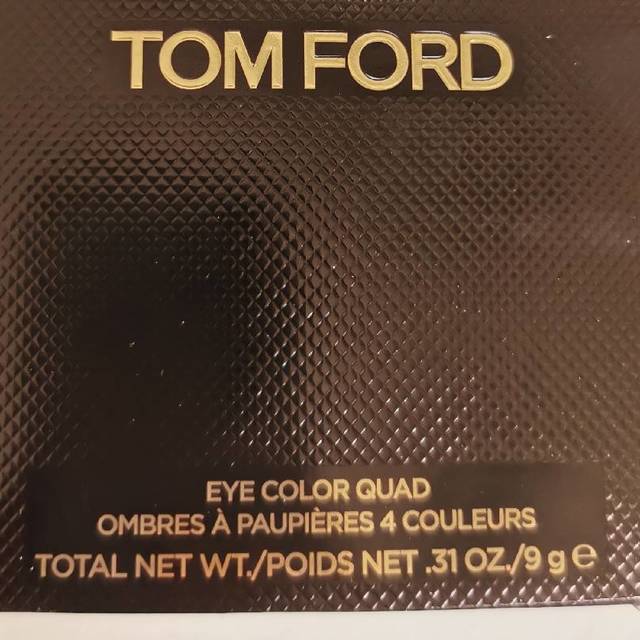 TOM FORD
EYE COLOR QUAD
OMBRES À PAUPIÈRES 4 COULEURS
TOTAL NET WT./POIDS NET .31 OZ./9 g ℮